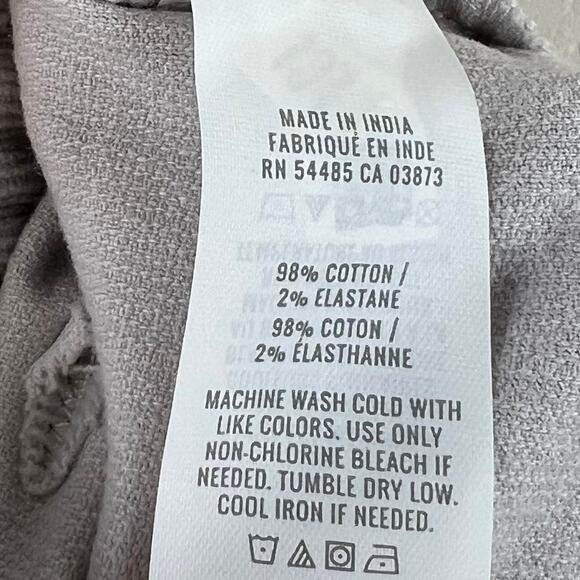 MADE IN INDIA
FABRIQUÉ EN INDE
RN 54485 CA 03873
98% COTTON /
2% ELASTANE
98% COTON /
2% ÉLASTHANNE
MACHINE WASH COLD WITH
LIKE COLORS. USE ONLY
NON-CHLORINE BLEACH IF
NEEDED. TUMBLE DRY LOW.
COOL IRON IF NEEDED.